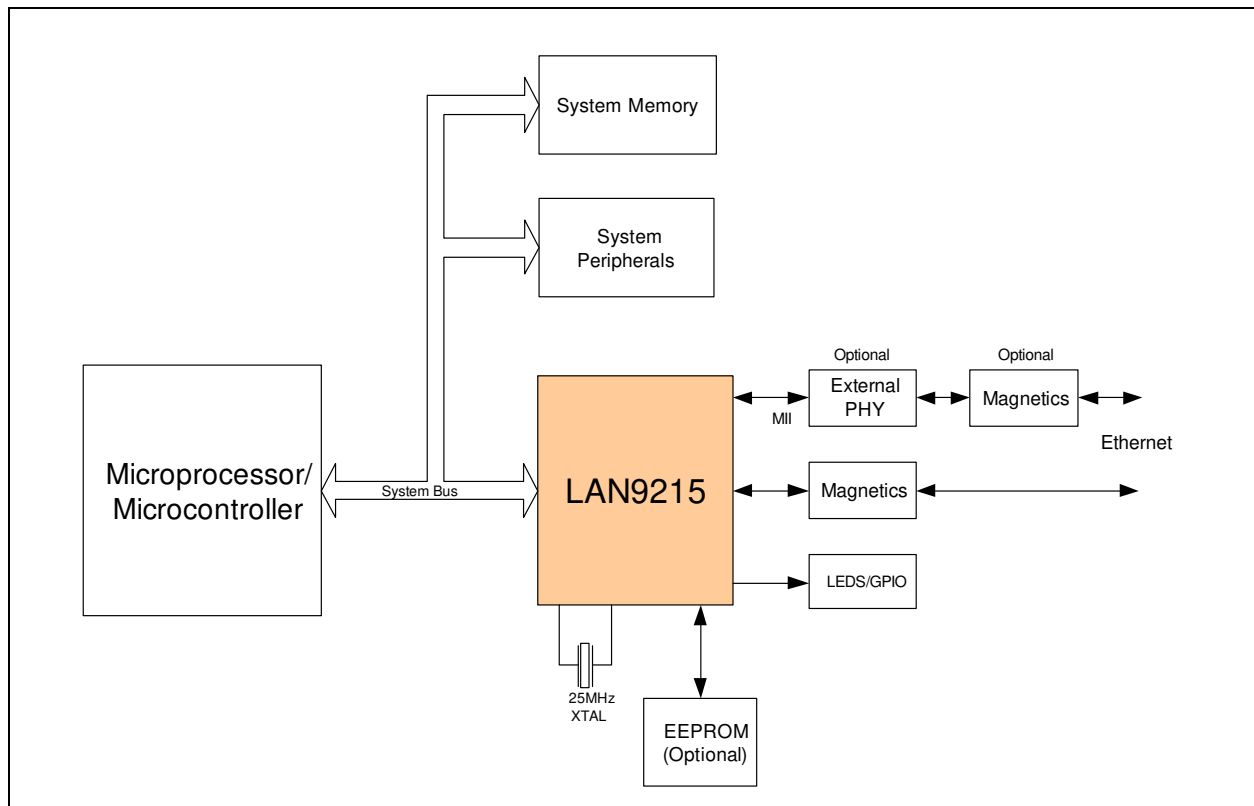 System Memory
System
Peripherals
Optional
Optional
External
PHY
Magnetics
MII
Ethernet
Microprocessor/
Microcontroller
System Bus
LAN9215
Magnetics
LEDS/GPIO
25MHz
XTAL
EEPROM
(Optional)